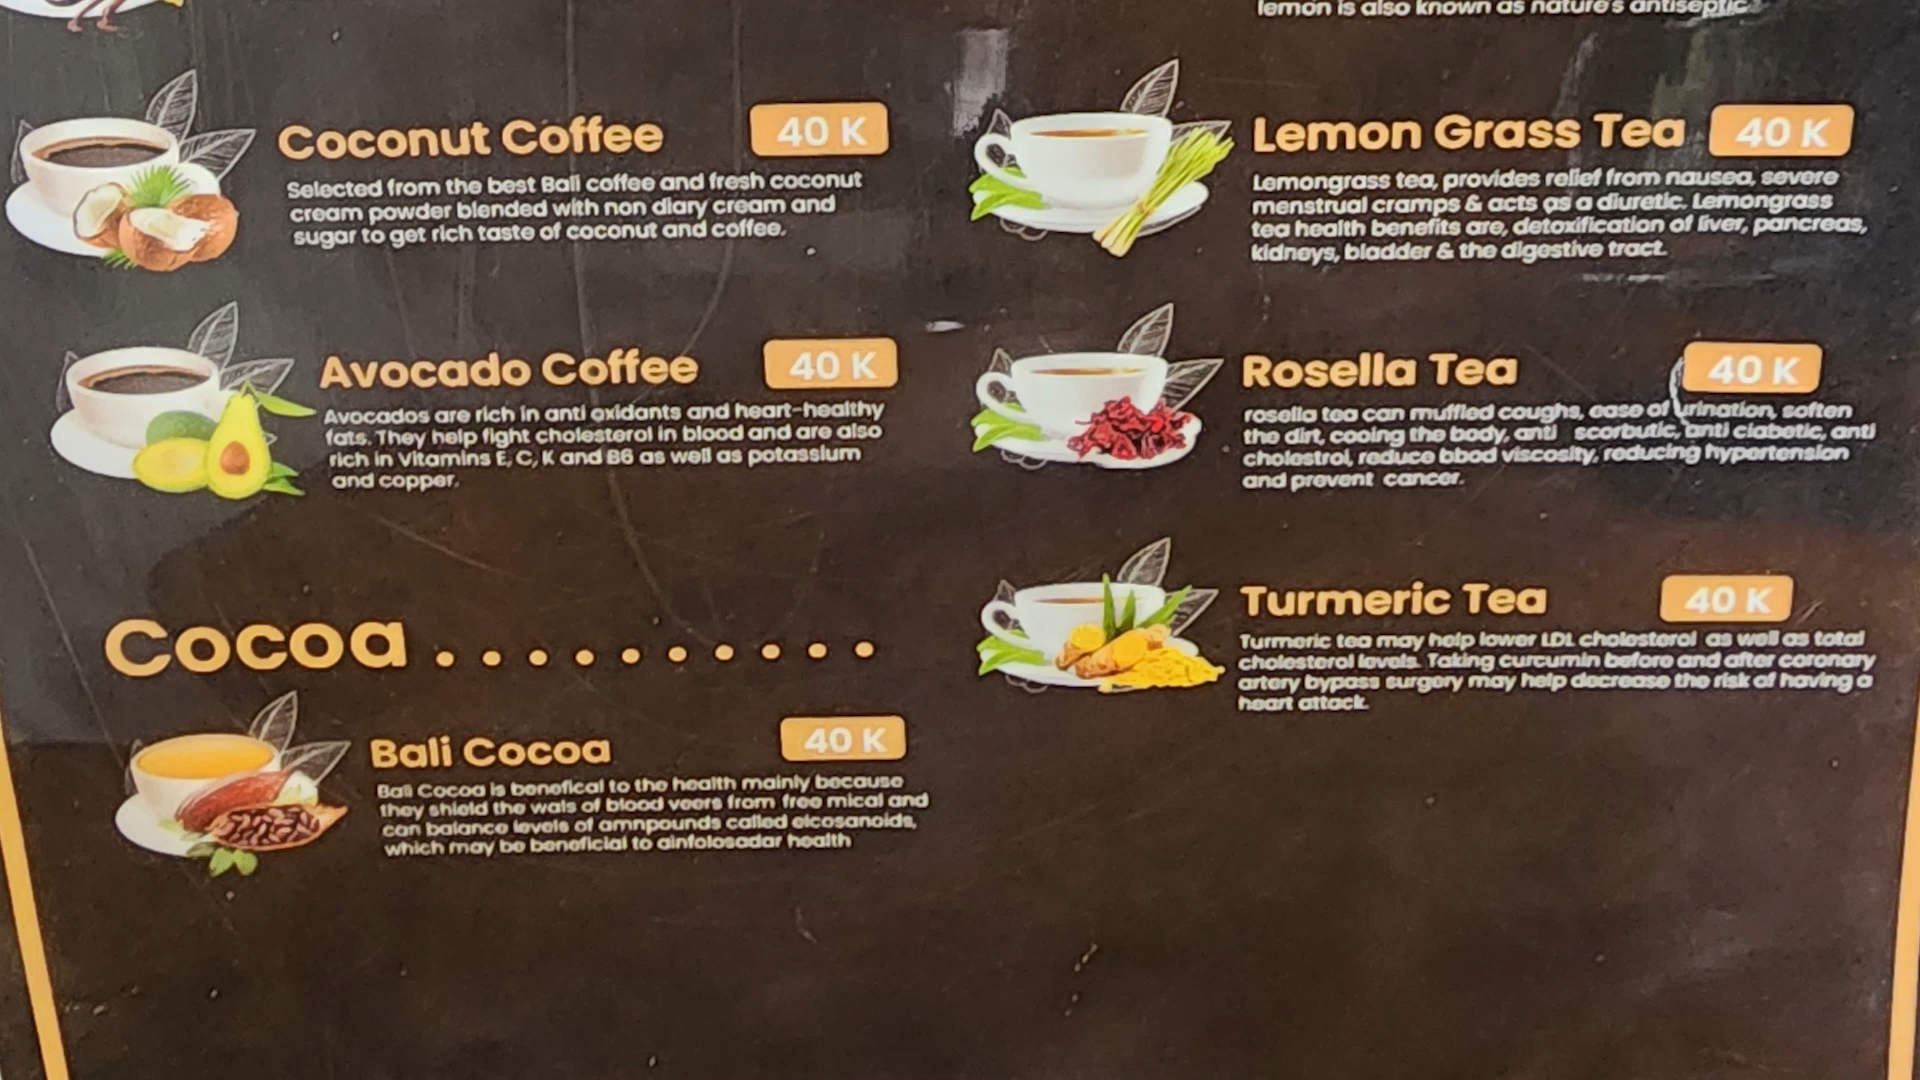 lemon is also known as nature's antiseptic
Coconut Coffee
40 K
Selected from the best Bali coffee and fresh coconut
cream powder blended with non diary cream and
sugar to get rich taste of coconut and coffee.
Avocado Coffee
40 K
Avocados are rich in anti oxidants and heart-healthy
fats. They help fight cholesterol in blood and are also
rich in Vitamins E, C, K and B6 as well as potassium
and copper.
Cocoa . . . . . . . . . .
Bali Cocoa
40 K
Bali Cocoa is benefical to the health mainly because
they shield the wals of blood veers from free mical and
can balance levels of amnpounds called eicosanoids,
which may be beneficial to ainfolosadar health
Lemon Grass Tea
40 K
Lemongrass tea, provides relief from nausea, severe
menstrual cramps & acts as a diuretic. Lemongrass
tea health benefits are, detoxification of liver, pancreas,
kidneys, bladder & the digestive tract.
Rosella Tea
40 K
rosella tea can muffled coughs, ease of urination, soften
the dirt, cooing the body, anti scorbutic, anti ciabetic, anti
cholestrol, reduce bbod viscosity, reducing hypertension
and prevent cancer.
Turmeric Tea
40 K
Turmeric tea may help lower LDL cholesterol as well as total
cholesterol levels. Taking curcumin before and after coronary
artery bypass surgery may help decrease the risk of having a
heart attack.